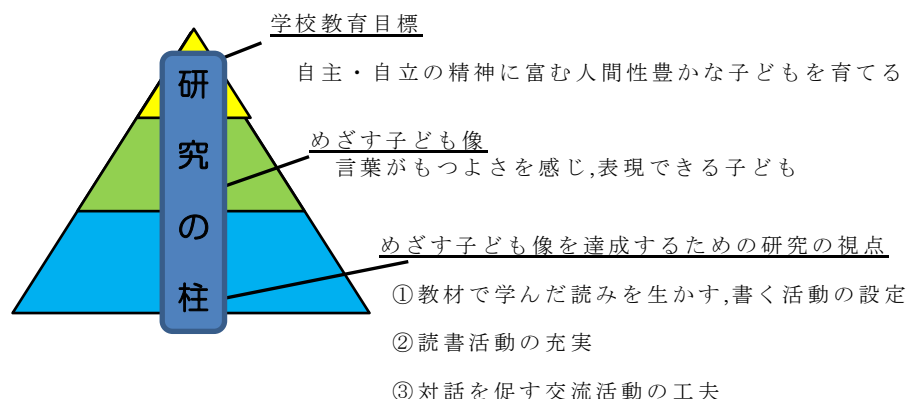 学校教育目標
自主・自立の精神に富む人間性豊かな子どもを育てる
研究の柱
めざす子ども像
言葉がもつよさを感じ,表現できる子ども
めざす子ども像を達成するための研究の視点
①教材で学んだ読みを生かす,書く活動の設定
②読書活動の充実
③対話を促す交流活動の工夫